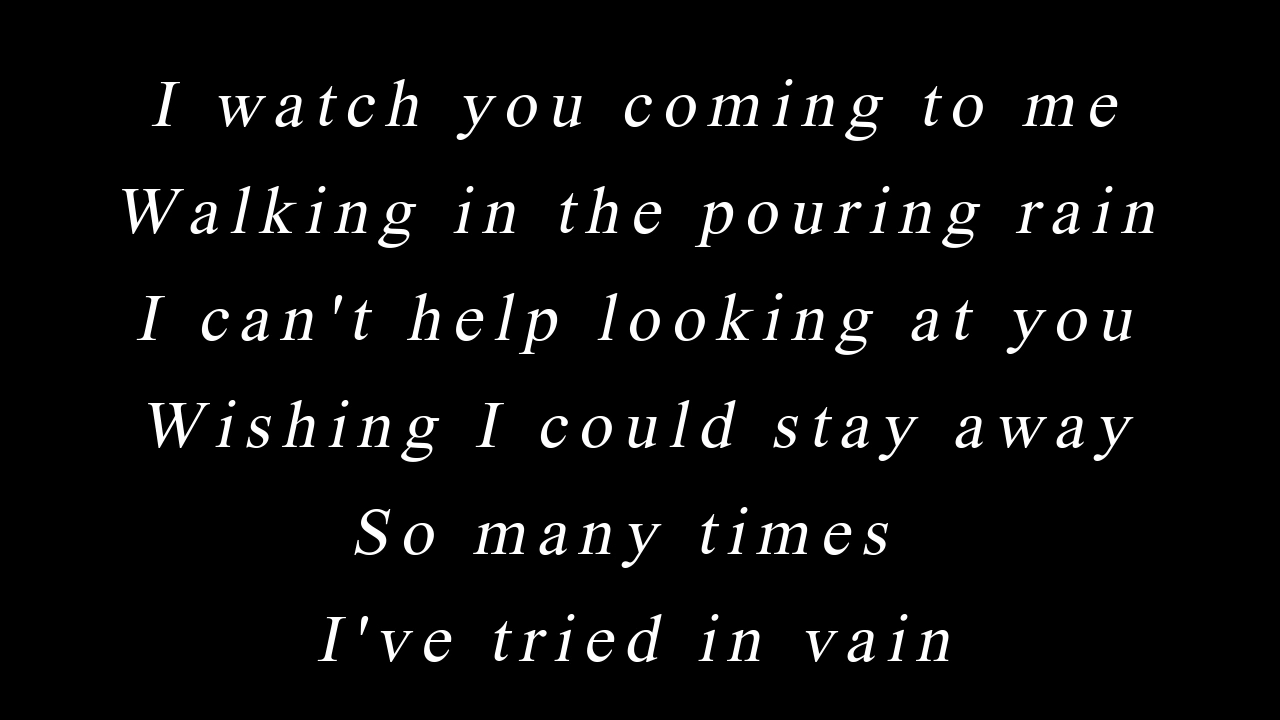 I watch you coming to me
Walking in the pouring rain
I can't help looking at you
Wishing I could stay away
So many times
I've tried in vain